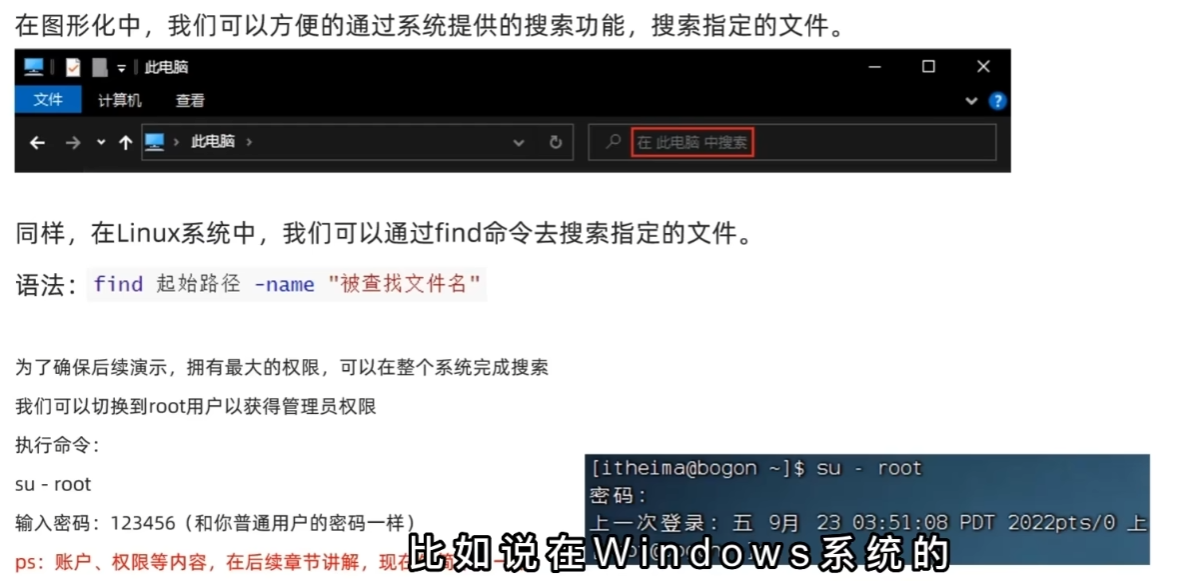 在图形化中，我们可以方便的通过系统提供的搜索功能，搜索指定的文件。
此电脑
文件 计算机 查看
此电脑 在 此电脑 中搜索
同样，在Linux系统中，我们可以通过find命令去搜索指定的文件。
语法：find 起始路径 -name "被查找文件名"
为了确保后续演示，拥有最大的权限，可以在整个系统完成搜索
我们可以切换到root用户以获得管理员权限
执行命令：
su - root
输入密码：123456（和你普通用户的密码一样）
ps：账户、权限等内容，在后续章节讲解，现在
[itheima@bogon ~]$ su - root
密码：
上一次登录：五 9月 23 03:51:08 PDT 2022pts/0 上
比如说在Windows系统的